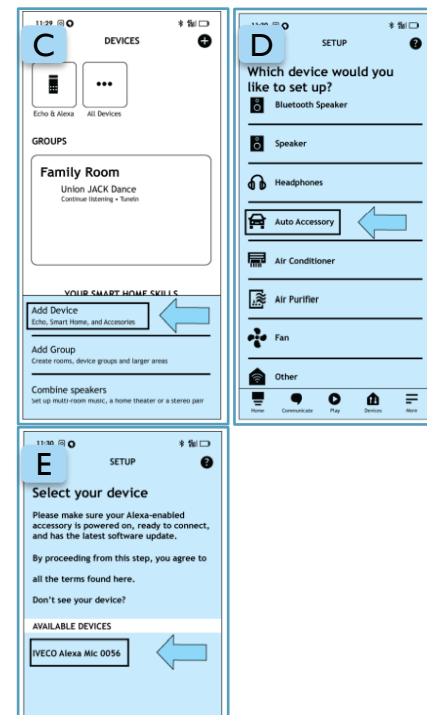 11:29
C
DEVICES
Echo & Alexa
All Devices
GROUPS
Family Room
Union JACK Dance
Continue listening • TuneIn
YOUR SMART HOME SKILLS
Add Device
Echo, Smart Home, and Accesories
Add Group
Create rooms, device groups and larger areas
Combine speakers
Set up multi-room music, a home theater or a stereo pair
D
SETUP
?
Which device would you
like to set up?
Bluetooth Speaker
Speaker
Headphones
Auto Accessory
Air Conditioner
Air Purifier
Fan
Other
Home
Communicate
Play
Devices
More
11:30
E
SETUP
?
Select your device
Please make sure your Alexa-enabled
accessory is powered on, ready to connect,
and has the latest software update.
By proceeding from this step, you agree to
all the terms found here.
Don't see your device?
AVAILABLE DEVICES
IVECO Alexa Mic 0056